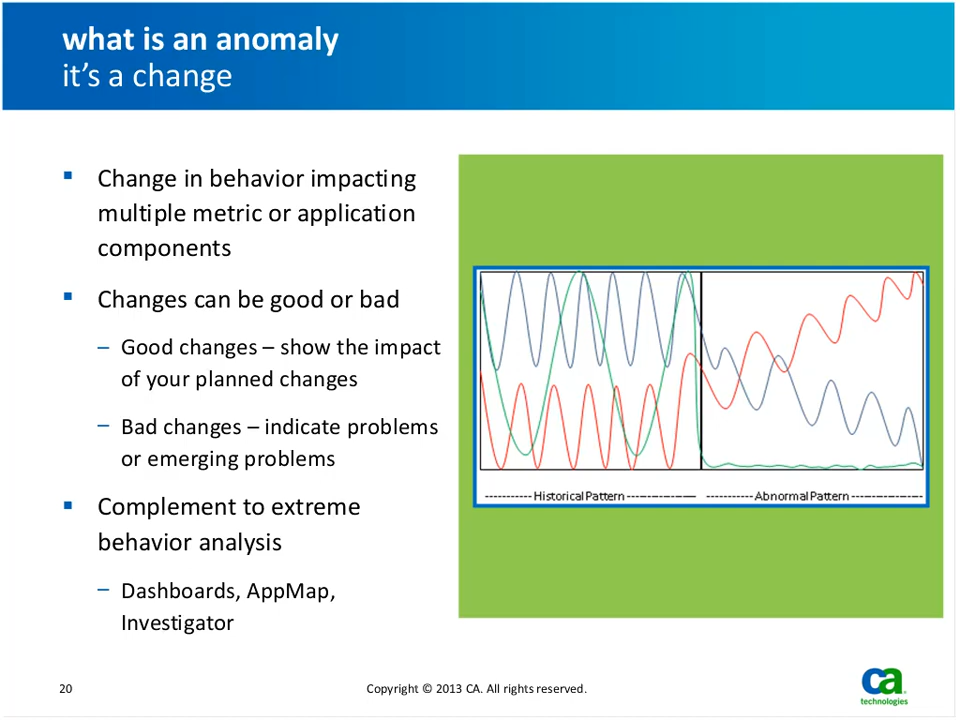 what is an anomaly
it’s a change
▪ Change in behavior impacting
multiple metric or application
components
▪ Changes can be good or bad
– Good changes – show the impact
of your planned changes
– Bad changes – indicate problems
or emerging problems
▪ Complement to extreme
behavior analysis
– Dashboards, AppMap,
Investigator
Historical Pattern
Abnormal Pattern
20
Copyright © 2013 CA. All rights reserved.
ca
technologies